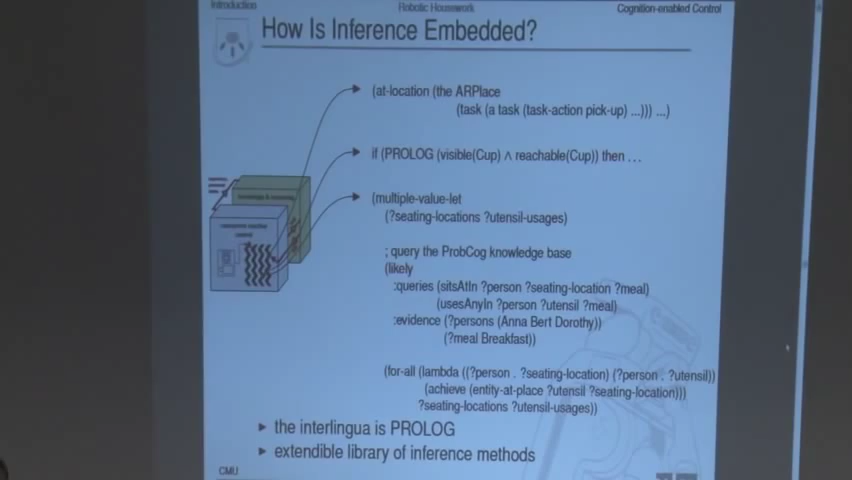 Introduction
Robotic Housework
Cognition-enabled Control
How Is Inference Embedded?
(at-location (the ARPlace
(task (a task (task-action pick-up) ...))) ...)
if (PROLOG (visible(Cup) ∧ reachable(Cup)) then ...
(multiple-value-let
(?seating-locations ?utensil-usages)
; query the ProbCog knowledge base
(likely
:queries (sitsAtIn ?person ?seating-location ?meal)
(usesAnyIn ?person ?utensil ?meal)
:evidence (?persons (Anna Bert Dorothy))
(?meal Breakfast))
(for-all (lambda ((?person . ?seating-location) (?person . ?utensil))
(achieve (entity-at-place ?utensil ?seating-location)))
?seating-locations ?utensil-usages))
the interlingua is PROLOG
extendible library of inference methods
CMU